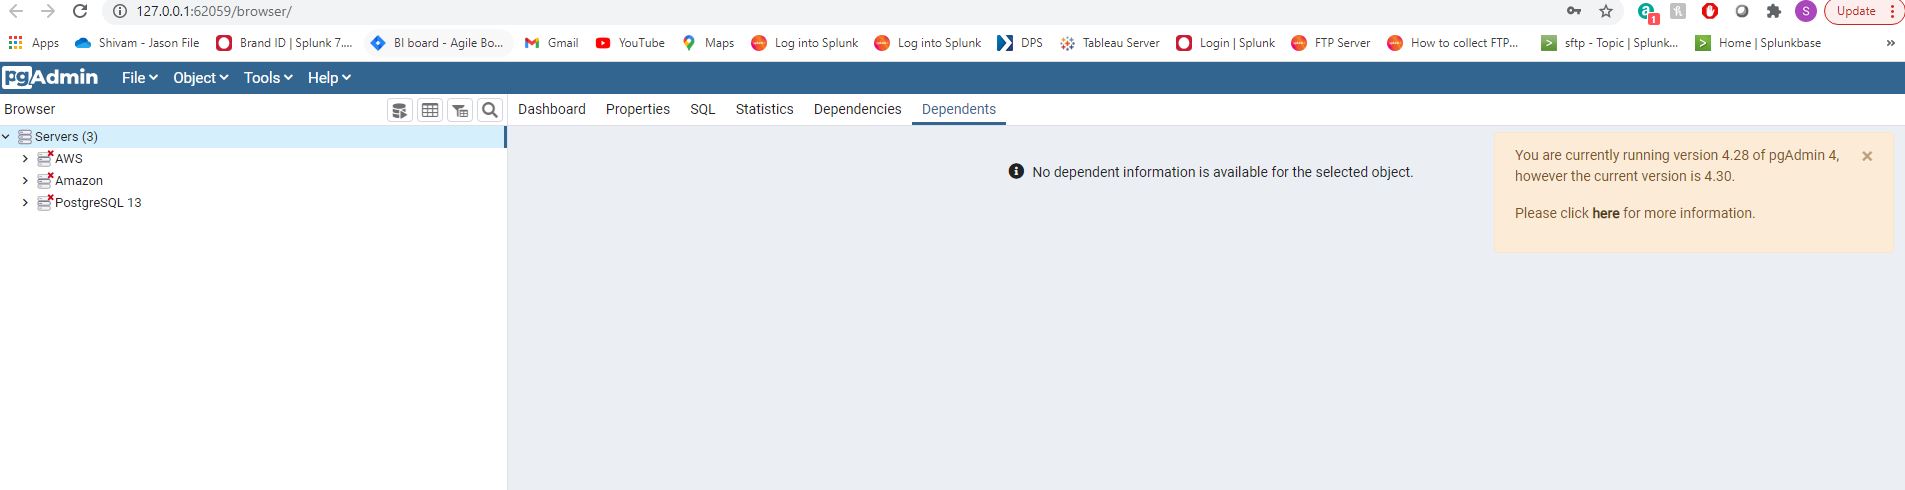 127.0.0.1:62059/browser/
1
S
Update
Apps Shivam - Jason File Brand ID | Splunk 7.... BI board - Agile Bo... Gmail YouTube Maps Log into Splunk Log into Splunk DPS Tableau Server Login | Splunk FTP Server How to collect FTP... sftp - Topic | Splunk... Home | Splunkbase »
pgAdmin File Object Tools Help
Browser
Dashboard Properties SQL Statistics Dependencies Dependents
Servers (3)
AWS
Amazon
PostgreSQL 13
No dependent information is available for the selected object.
You are currently running version 4.28 of pgAdmin 4,
however the current version is 4.30.
Please click here for more information.